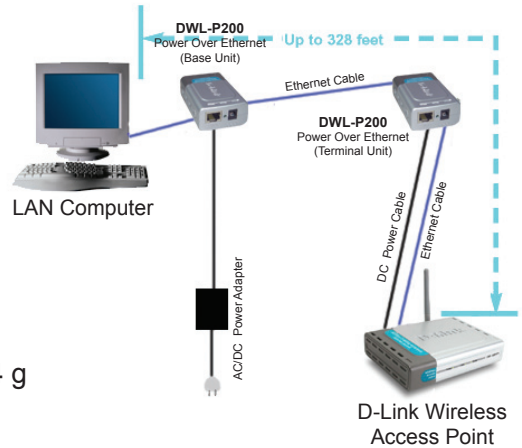 DWL-P200
Power Over Ethernet
(Base Unit)
Up to 328 feet
Ethernet Cable
DWL-P200
Power Over Ethernet
(Terminal Unit)
LAN Computer
DC Power Cable
Ethernet Cable
AC/DC Power Adapter
g
D-Link
D-Link Wireless
Access Point